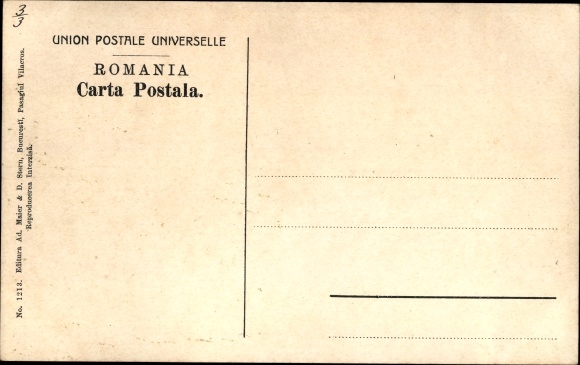 3/3
UNION POSTALE UNIVERSELLE
ROMANIA
Carta Postala.
No. 1213. Editura Ad. Maier & D. Stern, Bucuresti, Pasagiul Vilacros.
Reproducerea interzisă.